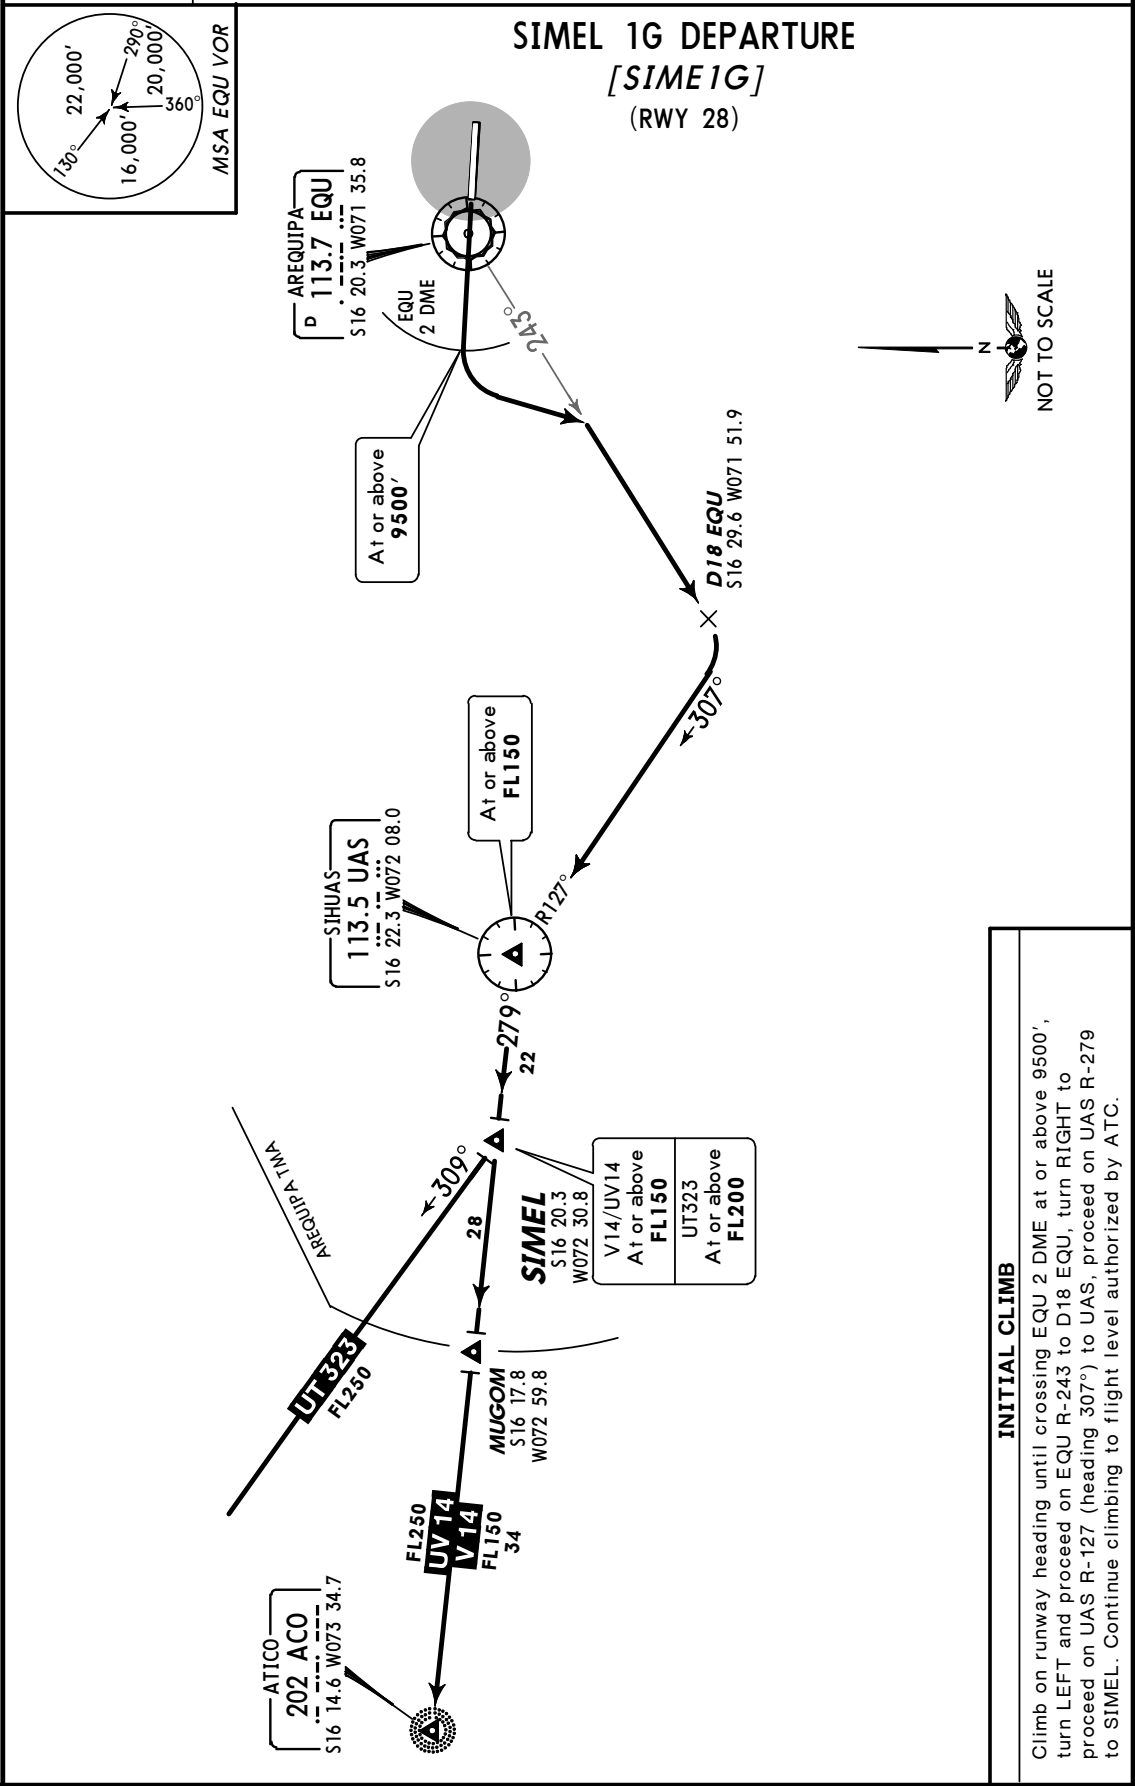 SIMEL 1G DEPARTURE
[SIME1G]
(RWY 28)
MSA EQU VOR
22,000'
290°
20,000'
360°
16,000'
130°
AREQUIPA
D 113.7 EQU
S16 20.3 W071 35.8
EQU
2 DME
243°
At or above
9500'
D18 EQU
S16 29.6 W071 51.9
N
NOT TO SCALE
307°
At or above
FL150
R127°
SIHUAS
113.5 UAS
S16 22.3 W072 08.0
279°
22
SIMEL
S16 20.3
W072 30.8
V14/UV14
At or above
FL150
UT323
At or above
FL200
309°
28
AREQUIPA TMA
UT 323
FL250
MUGOM
S16 17.8
W072 59.8
FL250
UV 14
V 14
FL150
34
ATICO
202 ACO
S16 14.6 W073 34.7
INITIAL CLIMB
Climb on runway heading until crossing EQU 2 DME at or above 9500',
turn LEFT and proceed on EQU R-243 to D18 EQU, turn RIGHT to
proceed on UAS R-127 (heading 307°) to UAS, proceed on UAS R-279
to SIMEL. Continue climbing to flight level authorized by ATC.